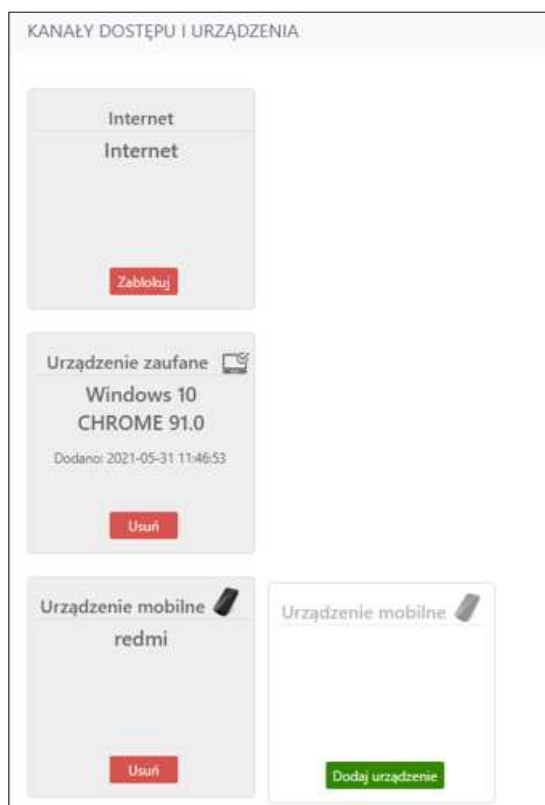 KANAŁY DOSTĘPU I URZĄDZENIA
Internet
Internet
Zablokuj
Urządzenie zaufane
Windows 10
CHROME 91.0
Dodano: 2021-05-31 11:46:53
Usuń
Urządzenie mobilne
redmi
Usuń
Urządzenie mobilne
Dodaj urządzenie